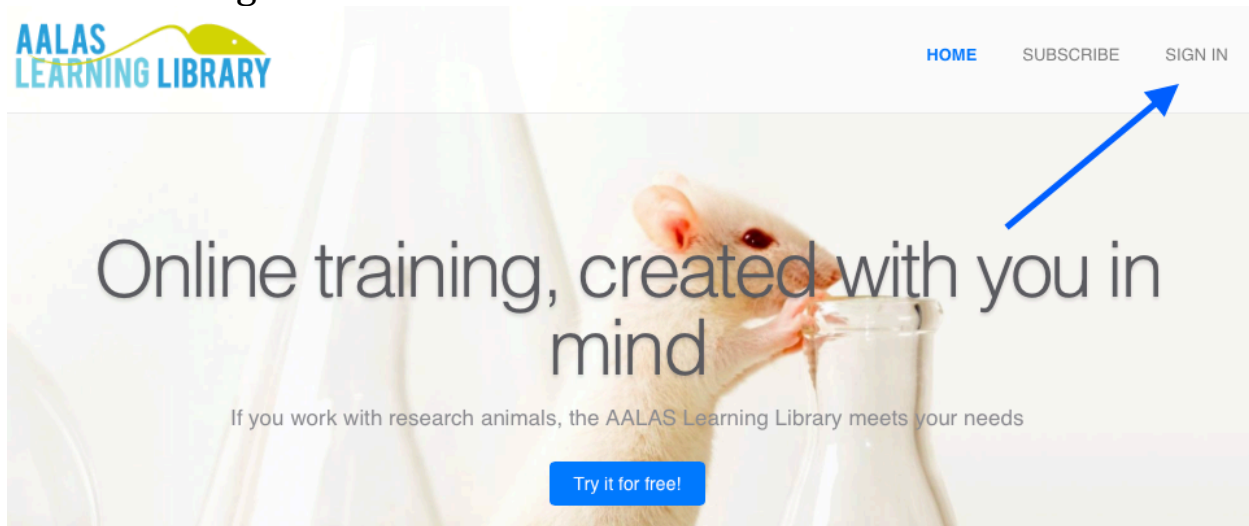 AALAS
LEARNING LIBRARY
HOME SUBSCRIBE SIGN IN
Online training, created with you in
mind
If you work with research animals, the AALAS Learning Library meets your needs
Try it for free!